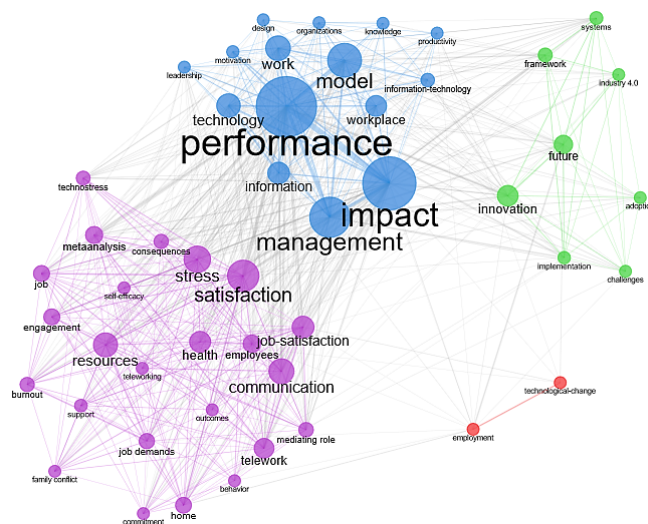 design
organizations
knowledge
productivity
systems
motivation
work
framework
leadership
model
information-technology
industry 4.0
technology
workplace
performance
future
technostress
information
impact
innovation
adoptio
metaanalysis
consequences
management
job
stress
self-efficacy
satisfaction
implementation
challenges
engagement
resources
health
employees
job-satisfaction
teleworking
burnout
communication
technological-change
support
outcomes
job demands
mediating role
employment
telework
family conflict
behavior
home
commitment